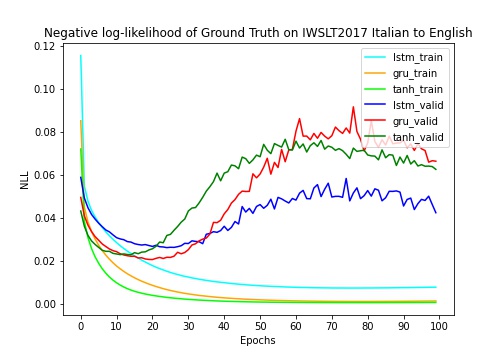 Negative log-likelihood of Ground Truth on IWSLT2017 Italian to English
0.12
0.10
0.08
0.06
0.04
0.02
0.00
NLL
lstm_train
gru_train
tanh_train
lstm_valid
gru_valid
tanh_valid
0 10 20 30 40 50 60 70 80 90 100
Epochs